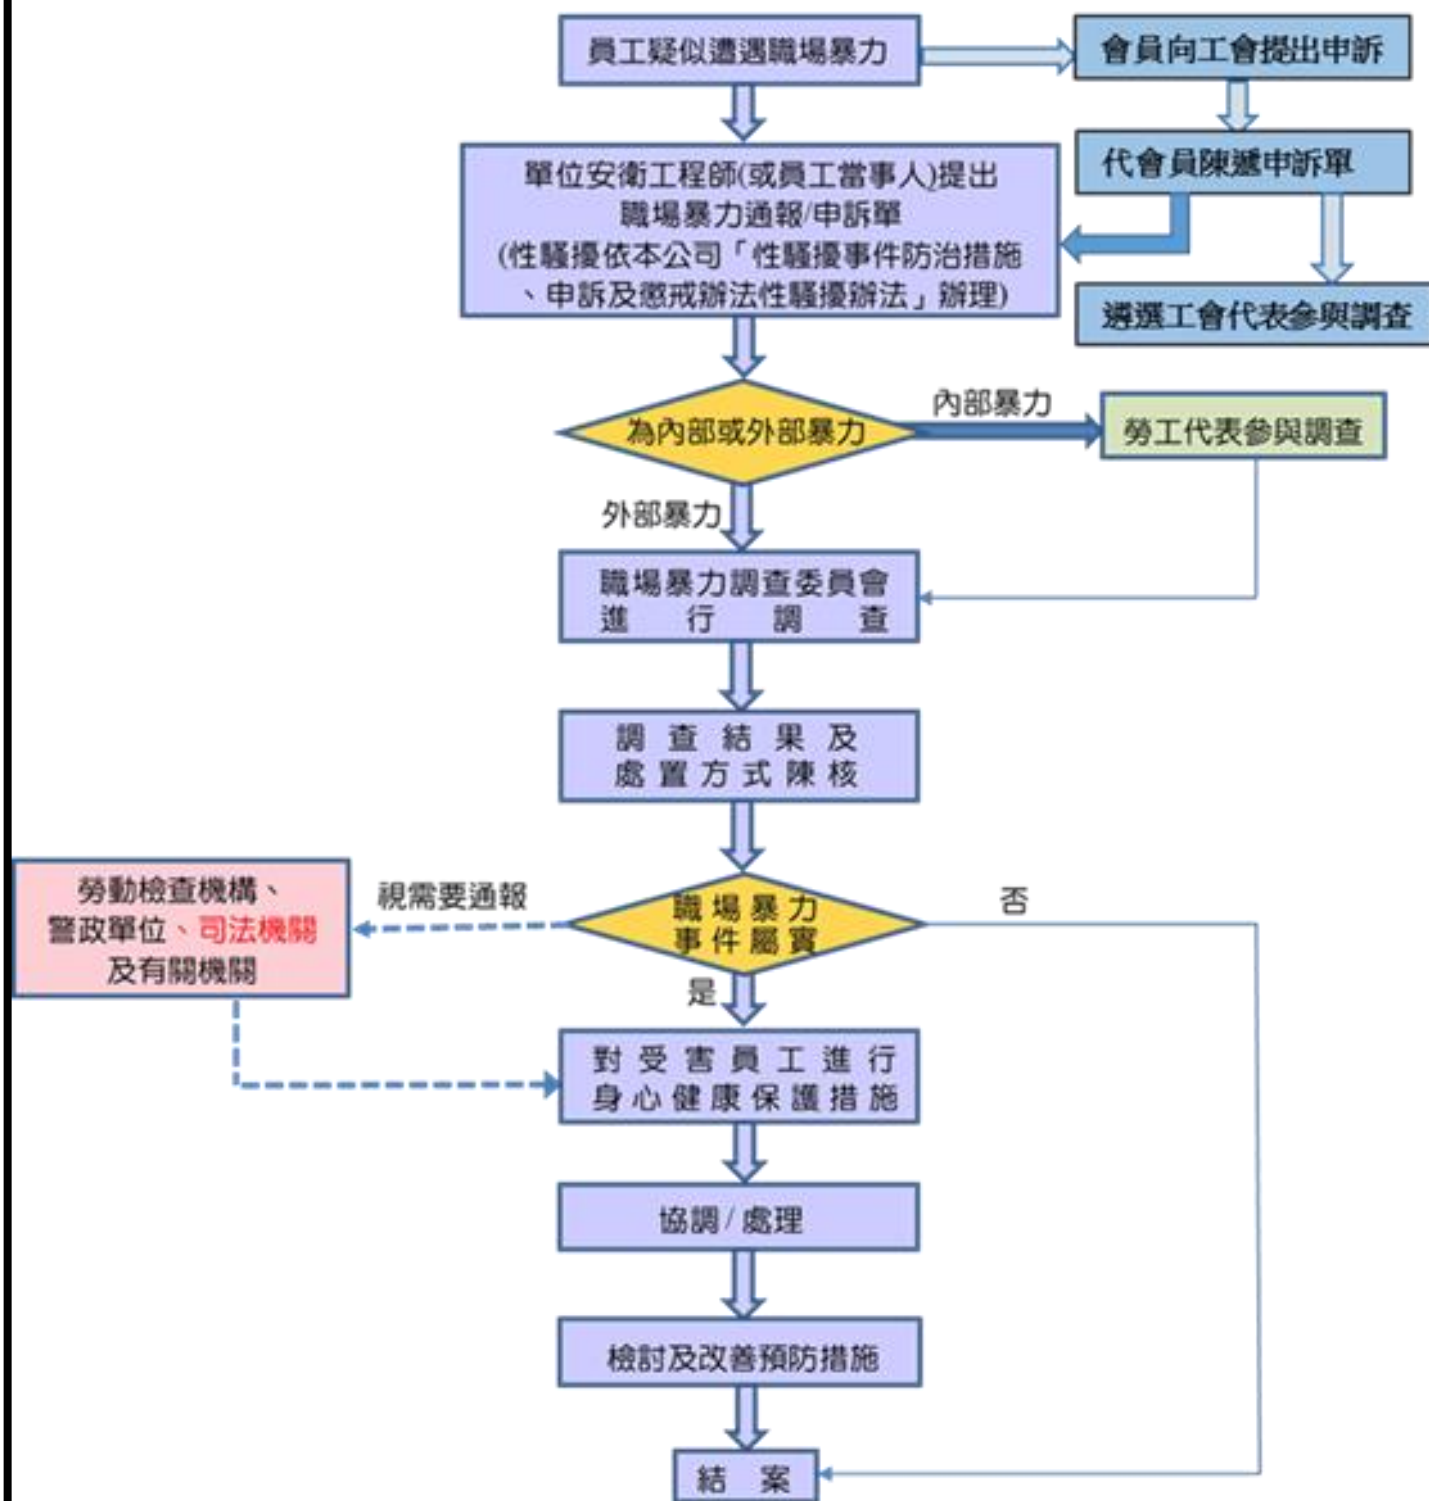 員工疑似遭遇職場暴力
會員向工會提出申訴
代會員陳遞申訴單
遴選工會代表參與調查
單位安衛工程師(或員工當事人)提出
職場暴力通報/申訴單
(性騷擾依本公司「性騷擾事件防治措施
、申訴及懲戒辦法性騷擾辦法」辦理)
為內部或外部暴力
內部暴力
勞工代表參與調查
外部暴力
職場暴力調查委員會
進行調查
調查結果及
處置方式陳核
職場暴力
事件屬實
視需要通報
勞動檢查機構、
警政單位、司法機關
及有關機關
否
是
對受害員工進行
身心健康保護措施
協調/處理
檢討及改善預防措施
結案